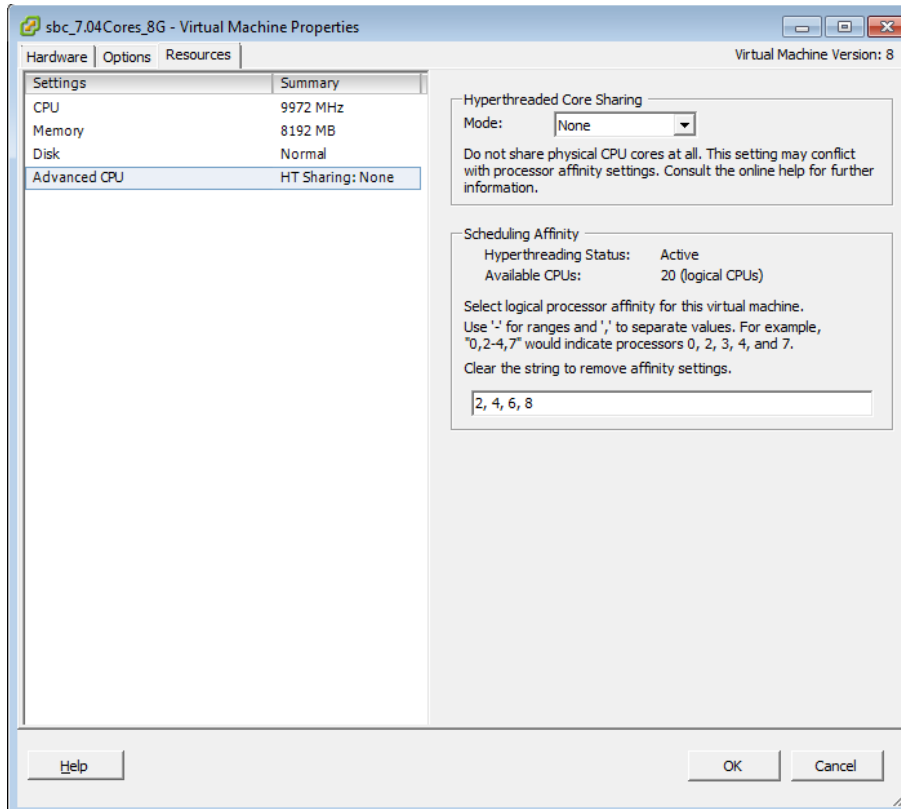 sbc_7.04Cores_8G - Virtual Machine Properties
Hardware Options Resources Virtual Machine Version: 8
Settings Summary
CPU 9972 MHz
Memory 8192 MB
Disk Normal
Advanced CPU HT Sharing: None
Hyperthreaded Core Sharing
Mode: None
Do not share physical CPU cores at all. This setting may conflict
with processor affinity settings. Consult the online help for further
information.
Scheduling Affinity
Hyperthreading Status: Active
Available CPUs: 20 (logical CPUs)
Select logical processor affinity for this virtual machine.
Use '-' for ranges and ',' to separate values. For example,
"0,2-4,7" would indicate processors 0, 2, 3, 4, and 7.
Clear the string to remove affinity settings.
2, 4, 6, 8
Help OK Cancel